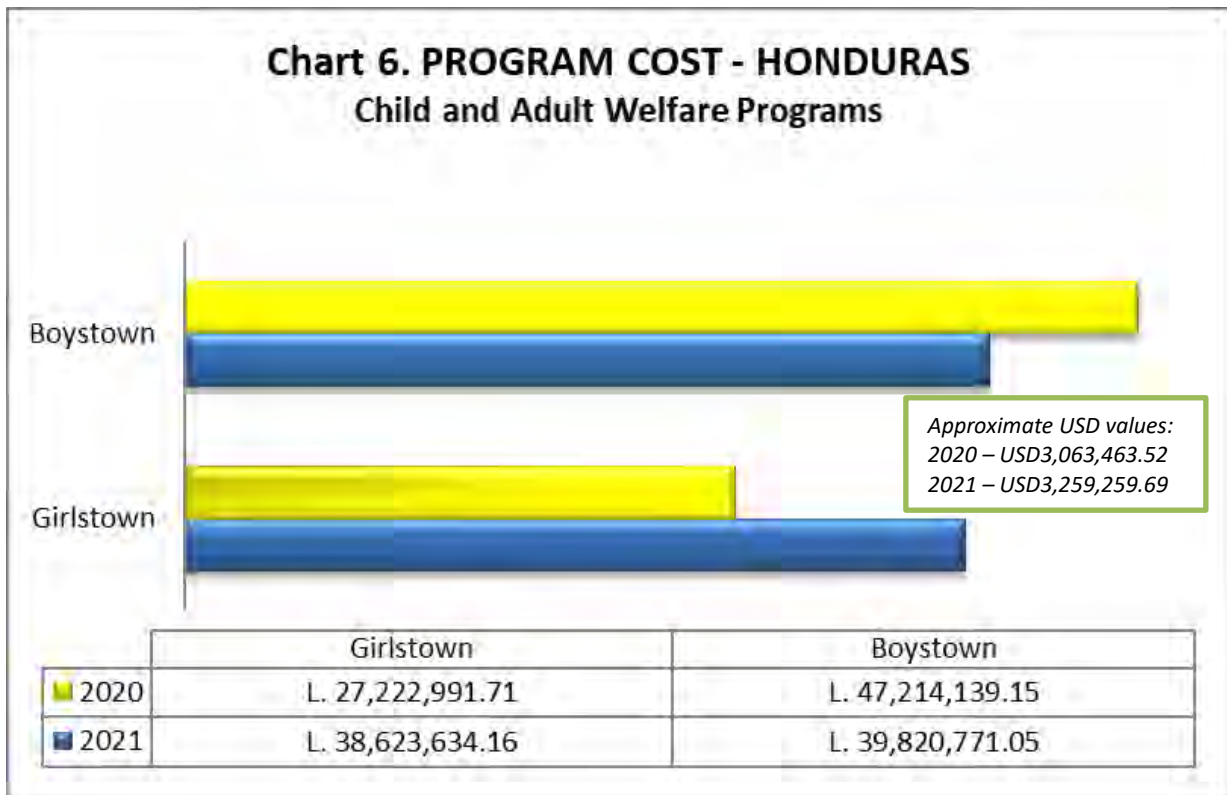 Chart 6. PROGRAM COST - HONDURAS
Child and Adult Welfare Programs
Boystown
Girlstown
Approximate USD values:
2020 – USD3,063,463.52
2021 – USD3,259,259.69
Girlstown Boystown
2020 L. 27,222,991.71 L. 47,214,139.15
2021 L. 38,623,634.16 L. 39,820,771.05